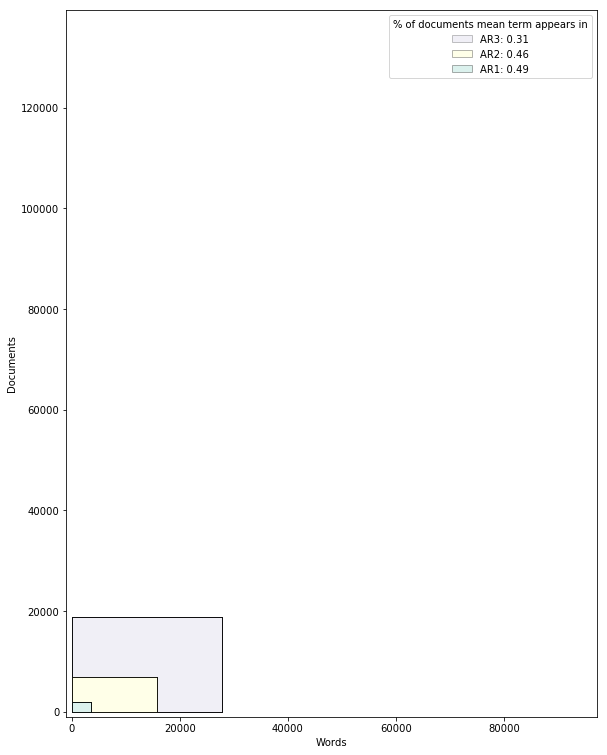 % of documents mean term appears in
AR3: 0.31
AR2: 0.46
AR1: 0.49
120000
100000
80000
60000
40000
20000
0
Documents
0 20000 40000 60000 80000
Words